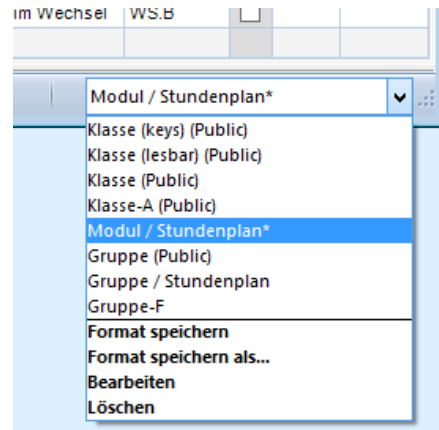 im Wechsel WS.B
Modul / Stundenplan*
Klasse (keys) (Public)
Klasse (lesbar) (Public)
Klasse (Public)
Klasse-A (Public)
Modul / Stundenplan*
Gruppe (Public)
Gruppe / Stundenplan
Gruppe-F
Format speichern
Format speichern als...
Bearbeiten
Löschen